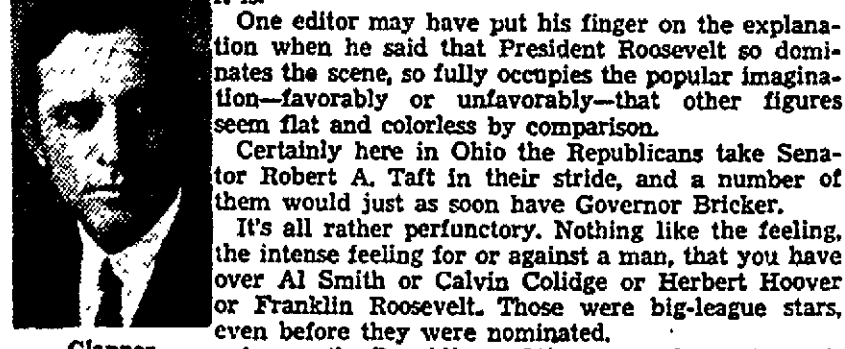 One editor may have put his finger on the explana-
tion when he said that President Roosevelt so domi-
nates the scene, so fully occupies the popular imagina-
tion—favorably or unfavorably—that other figures
seem flat and colorless by comparison.
Certainly here in Ohio the Republicans take Sena-
tor Robert A. Taft in their stride, and a number of
them would just as soon have Governor Bricker.
It's all rather perfunctory. Nothing like the feeling,
the intense feeling for or against a man, that you have
over Al Smith or Calvin Colidge or Herbert Hoover
or Franklin Roosevelt. Those were big-league stars,
even before they were nominated.